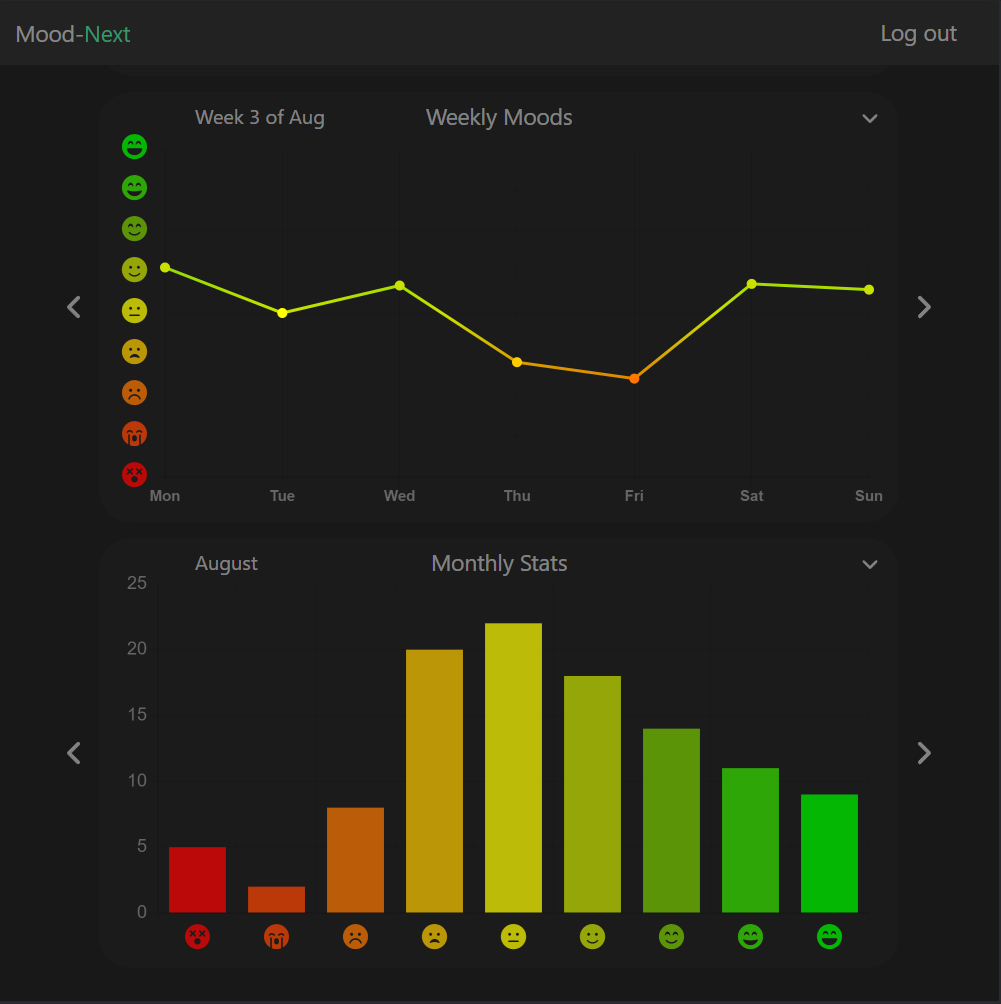 Mood-Next
Log out
Week 3 of Aug
Weekly Moods
Mon Tue Wed Thu Fri Sat Sun
August
Monthly Stats
25
20
15
10
5
0